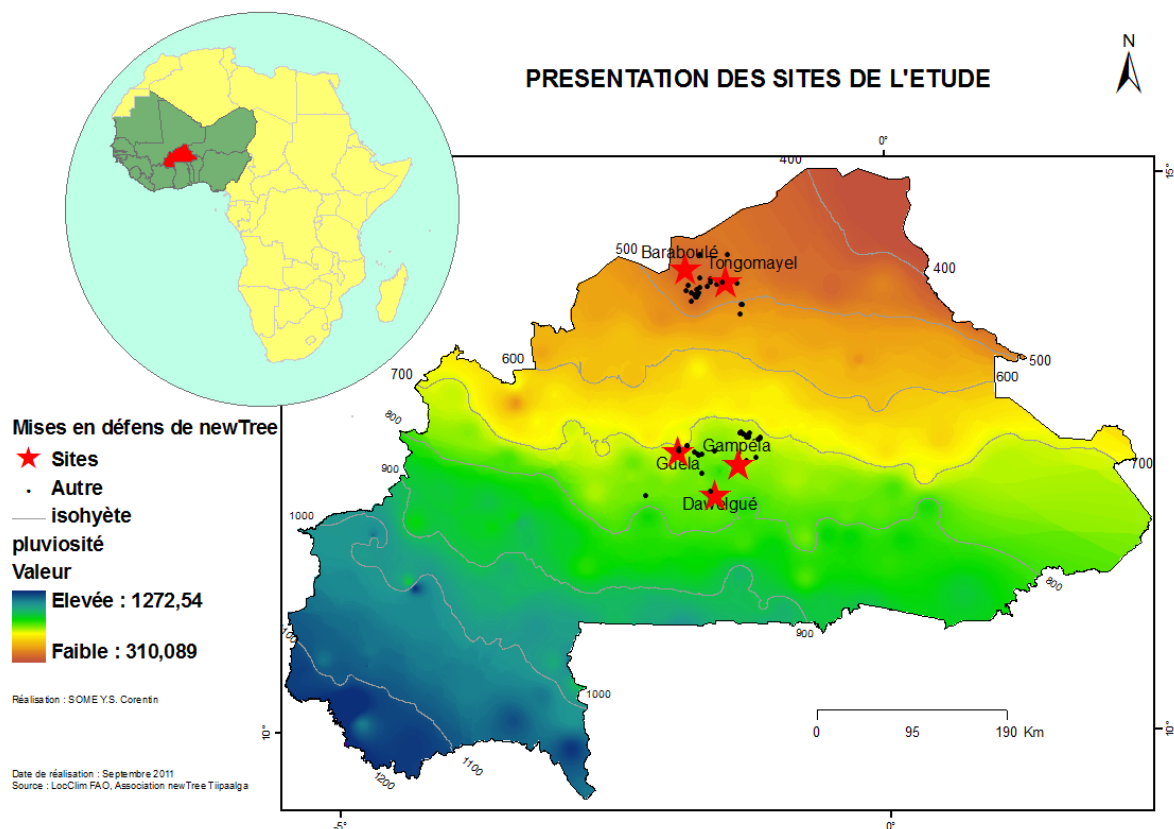 PRESENTATION DES SITES DE L'ETUDE
N
0°
15°
400
500
Baraboulé
Tongomayel
400
500
600
600
700
800
900
1000
Gampéla
Guéla
Dawelgué
700
800
900
1000
1100
1200
10°
10°
-5°
0°
0 95 190 Km
Mises en défens de newTree
Sites
Autre
isohyète
pluviosité
Valeur
Elevée : 1272,54
Faible : 310,089
Réalisation : SOME Y.S. Corentin
Date de réalisation : Septembre 2011
Source : LocClim FAO, Association newTree Tiipaalga